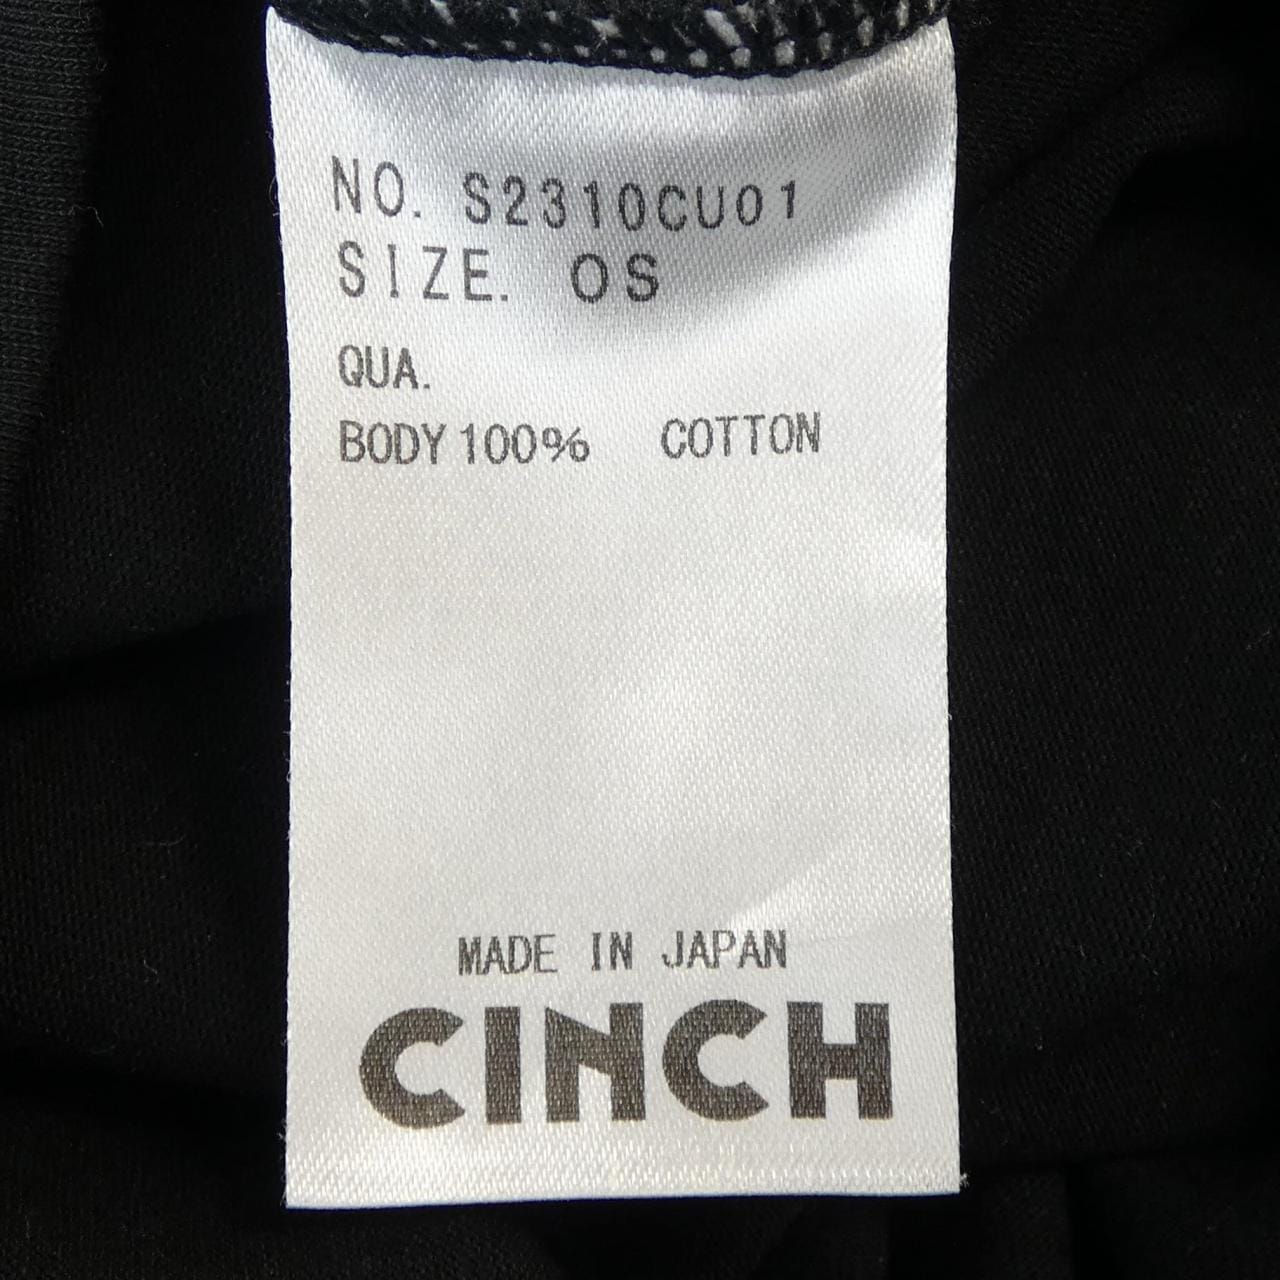 NO. S2310CU01
SIZE. OS
QUA.
BODY 100% COTTON
MADE IN JAPAN
CINCH